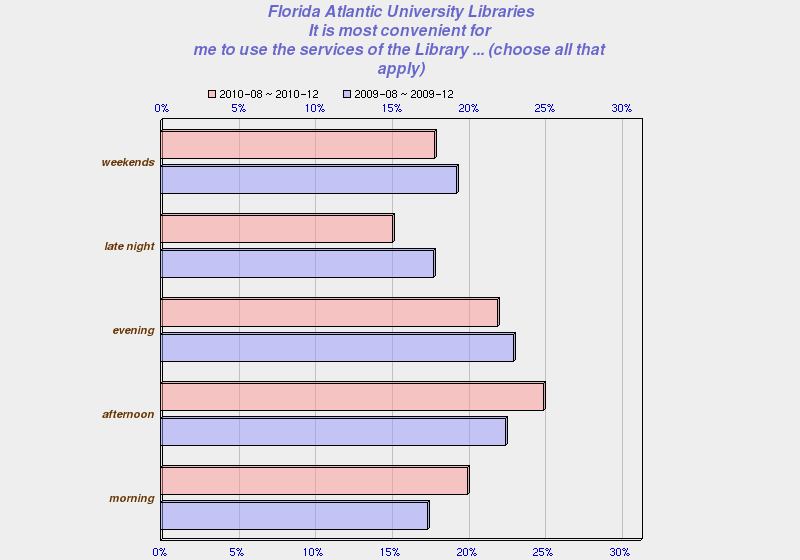 Florida Atlantic University Libraries
It is most convenient for
me to use the services of the Library ... (choose all that
apply)
2010-08 ~ 2010-12 2009-08 ~ 2009-12
0% 5% 10% 15% 20% 25% 30%
weekends
late night
evening
afternoon
morning
0% 5% 10% 15% 20% 25% 30%